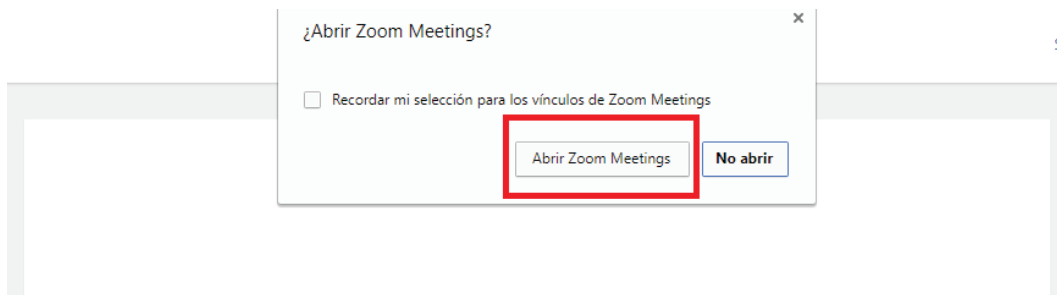 ¿Abrir Zoom Meetings?
Recordar mi selección para los vínculos de Zoom Meetings
Abrir Zoom Meetings No abrir